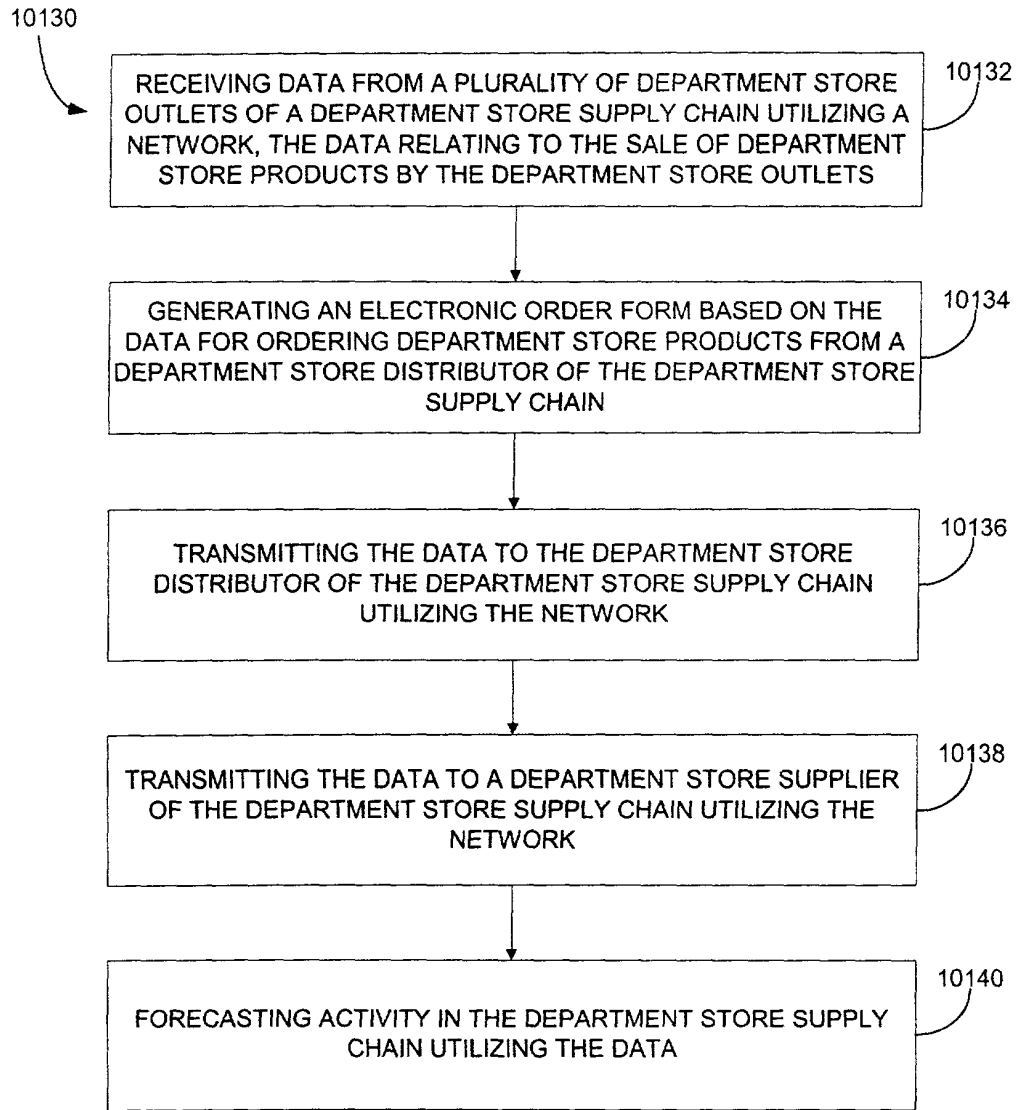 10130
RECEIVING DATA FROM A PLURALITY OF DEPARTMENT STORE
OUTLETS OF A DEPARTMENT STORE SUPPLY CHAIN UTILIZING A
NETWORK, THE DATA RELATING TO THE SALE OF DEPARTMENT
STORE PRODUCTS BY THE DEPARTMENT STORE OUTLETS
10132
GENERATING AN ELECTRONIC ORDER FORM BASED ON THE
DATA FOR ORDERING DEPARTMENT STORE PRODUCTS FROM A
DEPARTMENT STORE DISTRIBUTOR OF THE DEPARTMENT STORE
SUPPLY CHAIN
10134
TRANSMITTING THE DATA TO THE DEPARTMENT STORE
DISTRIBUTOR OF THE DEPARTMENT STORE SUPPLY CHAIN
UTILIZING THE NETWORK
10136
TRANSMITTING THE DATA TO A DEPARTMENT STORE SUPPLIER
OF THE DEPARTMENT STORE SUPPLY CHAIN UTILIZING THE
NETWORK
10138
FORECASTING ACTIVITY IN THE DEPARTMENT STORE SUPPLY
CHAIN UTILIZING THE DATA
10140